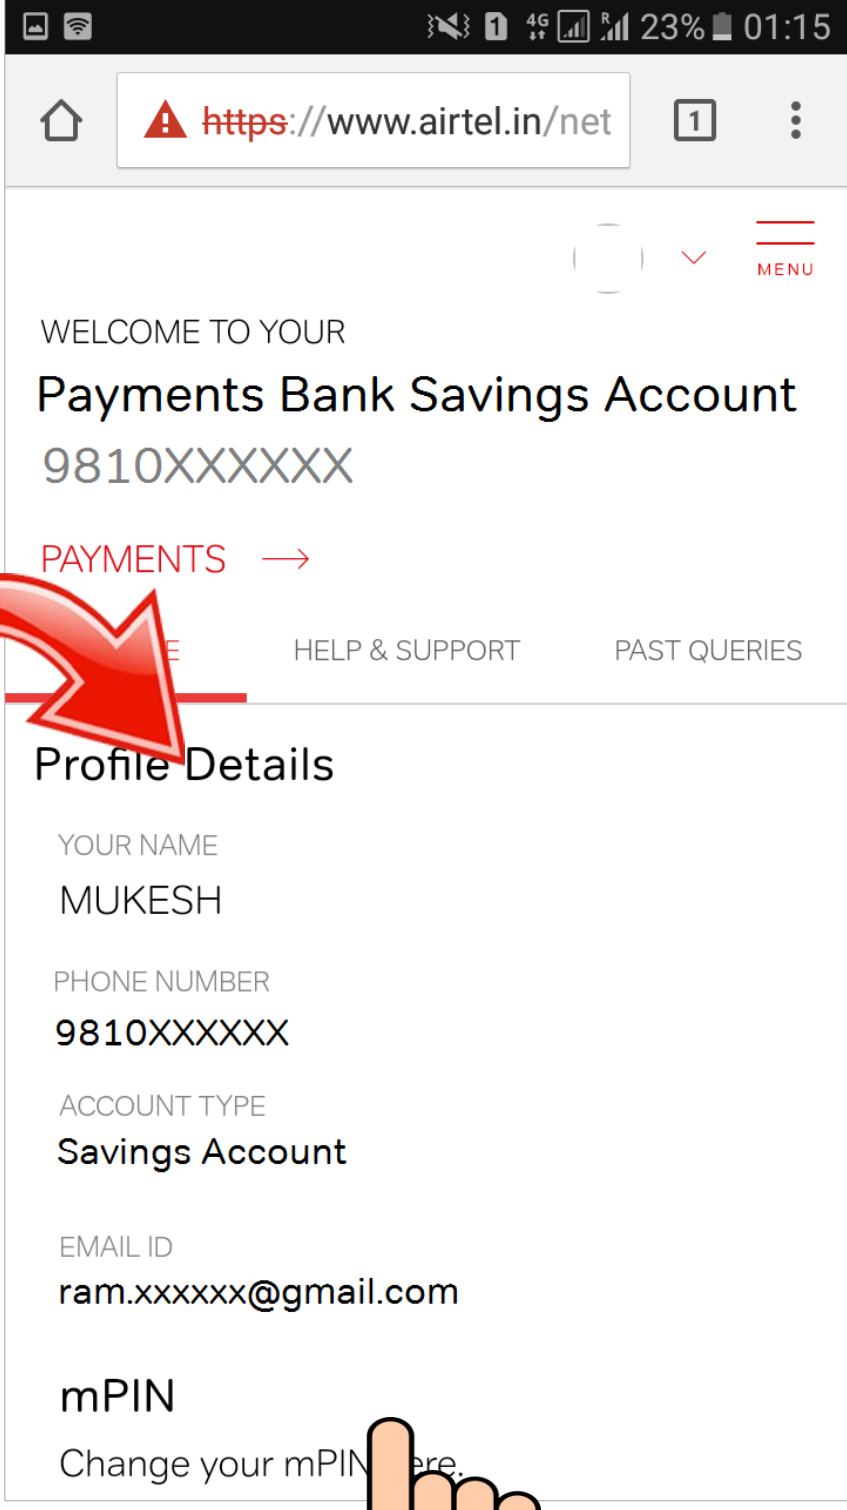 1 4G R 23% 01:15
https://www.airtel.in/net 1
MENU
WELCOME TO YOUR
Payments Bank Savings Account
9810XXXXXX
PAYMENTS
HELP & SUPPORT PAST QUERIES
Profile Details
YOUR NAME
MUKESH
PHONE NUMBER
9810XXXXXX
ACCOUNT TYPE
Savings Account
EMAIL ID
ram.xxxxxx@gmail.com
mPIN
Change your mPIN